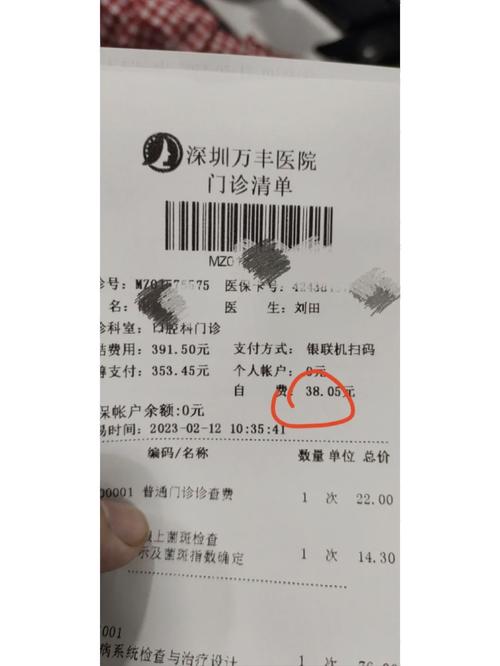 深圳万丰医院
门诊清单
MZ0
诊号: MZ01575575 医保卡号: 424381
名: 医 生: 刘田
诊科室: 口腔科门诊
费用: 391.50元 支付方式: 银联机扫码
支付: 353.45元 个人帐户: 0元
自 费: 38.05元
保帐户余额:0元
易时间: 2023-02-12 10:35:41
编码/名称 数量 单位 总价
00001 普通门诊诊查费 1 次 22.00
上菌斑检查
示及菌斑指数确定 1 次 14.30
001
病系统检查与治疗设计 1 次